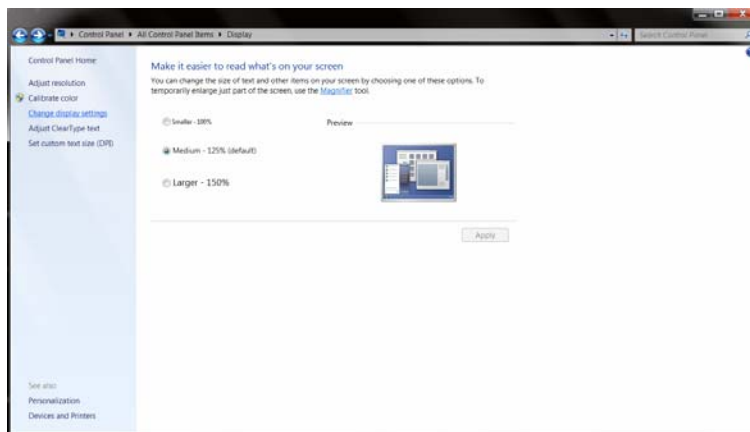 Control Panel ▸ All Control Panel Items ▸ Display
Search Control Panel
Control Panel Home
Adjust resolution
Calibrate color
Change display settings
Adjust ClearType text
Set custom text size (DPI)
Make it easier to read what's on your screen
You can change the size of text and other items on your screen by choosing one of these options. To
temporarily enlarge just part of the screen, use the Magnifier tool.
Smaller - 100%
Preview
Medium - 125% (default)
Larger - 150%
Apply
See also
Personalization
Devices and Printers